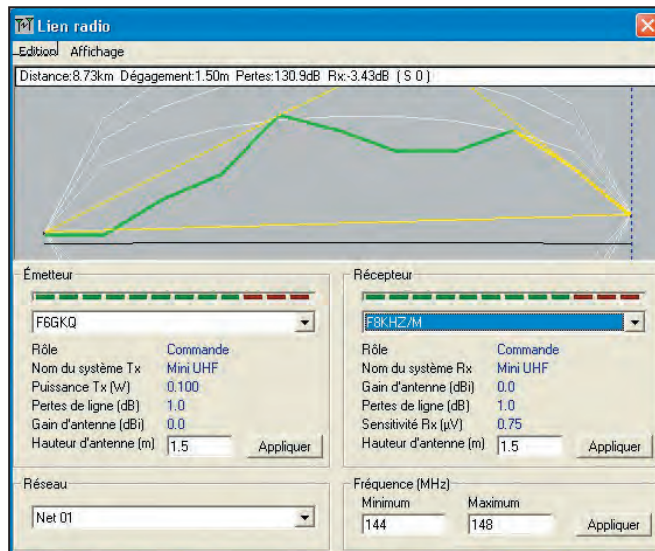 Lien radio
Edition Affichage
Distance:8.73km Dégagement:1.50m Pertes:130.9dB Rx:-3.43dB ( S 0 )
Émetteur
F6GKQ
Rôle Commande
Nom du système Tx Mini UHF
Puissance Tx (W) 0.100
Pertes de ligne (dB) 1.0
Gain d'antenne (dBi) 0.0
Hauteur d'antenne (m) 1.5 Appliquer
Récepteur
F8KHZ/M
Rôle Commande
Nom du système Rx Mini UHF
Gain d'antenne (dBi) 0.0
Pertes de ligne (dB) 1.0
Sensitivité Rx (µV) 0.75
Hauteur d'antenne (m) 1.5 Appliquer
Réseau
Net 01
Fréquence (MHz)
Minimum Maximum
144 148 Appliquer